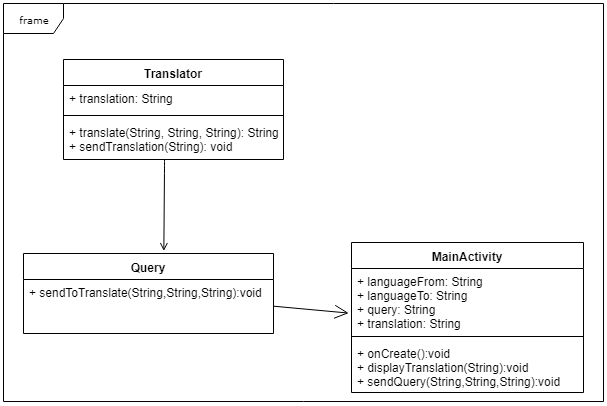 frame
Translator
+ translation: String
+ translate(String, String, String): String
+ sendTranslation(String): void
Query
+ sendToTranslate(String,String,String):void
MainActivity
+ languageFrom: String
+ languageTo: String
+ query: String
+ translation: String
+ onCreate():void
+ displayTranslation(String):void
+ sendQuery(String,String,String):void